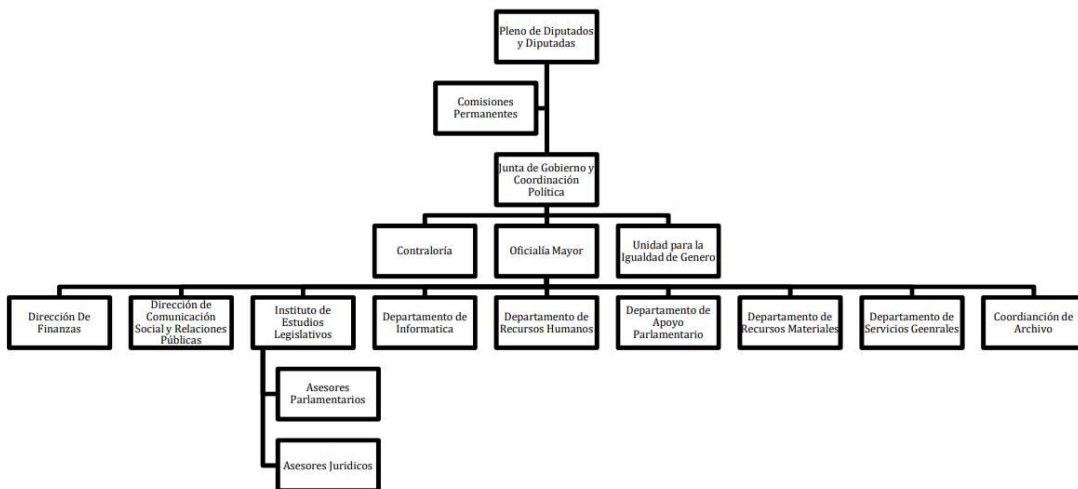 Pleno de Diputados
y Diputadas
Comisiones
Permanentes
Junta de Gobierno y
Coordinación
Política
Contraloría
Oficialía Mayor
Unidad para la
Igualdad de Genero
Dirección De
Finanzas
Dirección de
Comunicación
Social y Relaciones
Públicas
Instituto de
Estudios
Legislativos
Departamento de
Informatica
Departamento de
Recursos Humanos
Departamento de
Apoyo
Parlamentario
Departamento de
Recursos Materiales
Departamento de
Servicios Geenrales
Coordianción de
Archivo
Asesores
Parlamentarios
Asesores Juridicos